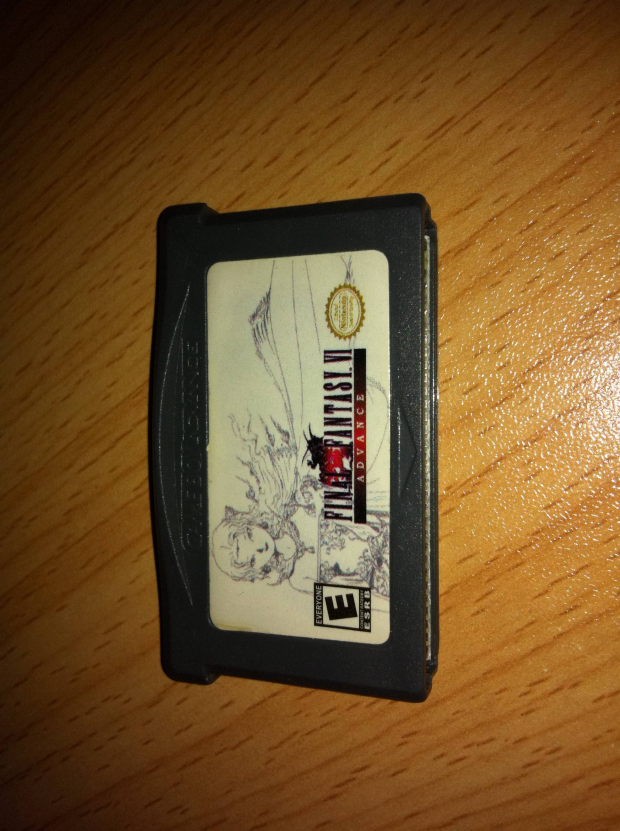 GAME BOY ADVANCE
FINAL FANTASY VI
ADVANCE
EVERYONE
E
ESRB